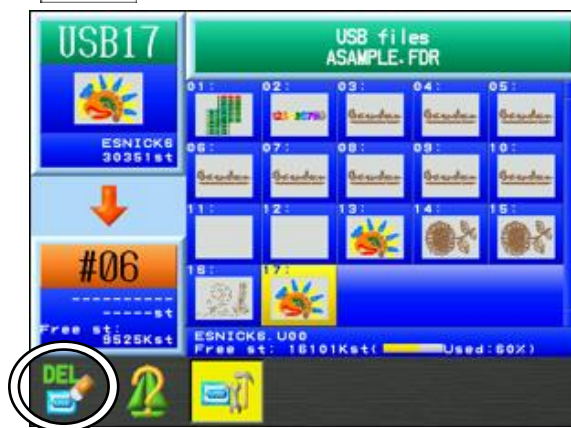 USB17
USB files
ASAMPLE.FDR
ESNICK6
30351st
#06
----------
-----st
Free st:
9525Kst
01:
02:
03:
04:
05:
06:
07:
08:
09:
10:
11:
12:
13:
14:
15:
16:
17:
ESNICK6.U00
Free st: 16101Kst( Used:60%)
DEL